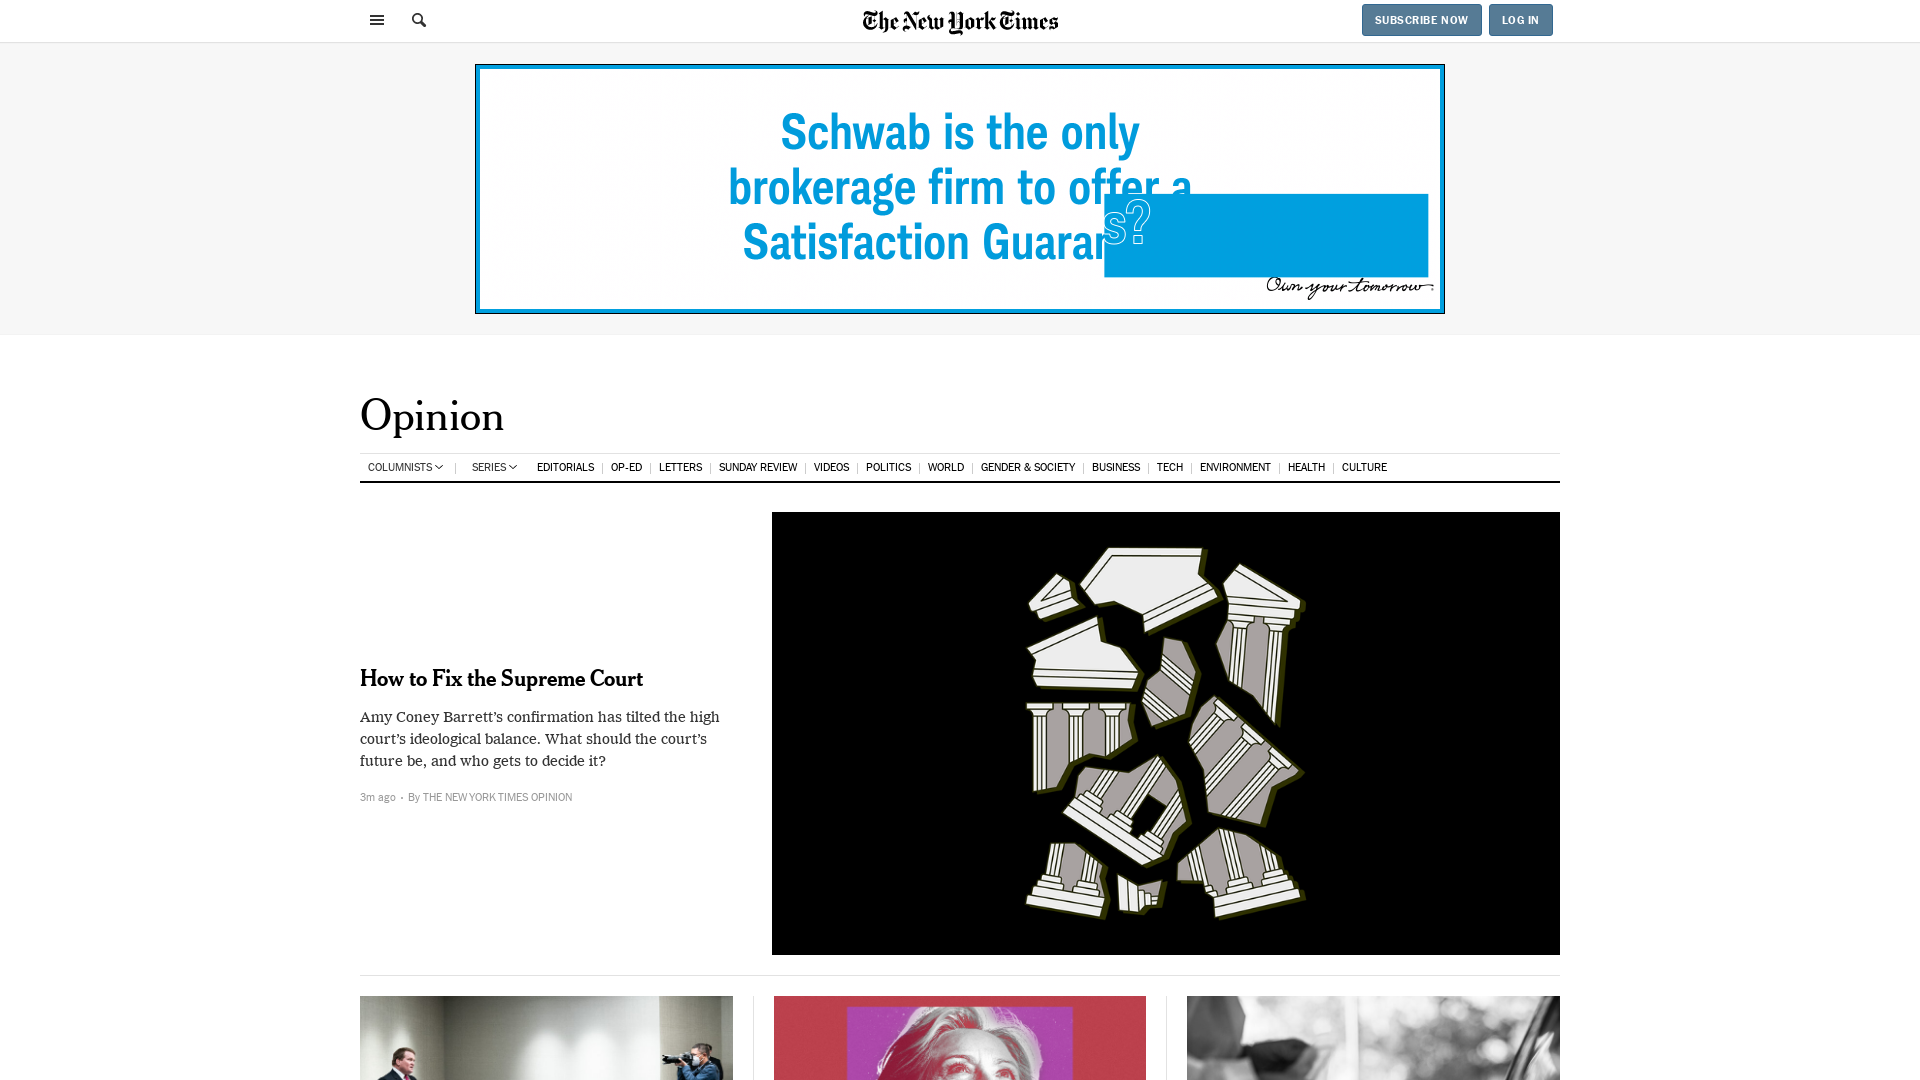 The New York Times
SUBSCRIBE NOW
LOG IN
Schwab is the only
brokerage firm to offer a
Satisfaction
s?
Own your tomorrow.
Opinion
COLUMNISTS
SERIES
EDITORIALS
OP-ED
LETTERS
SUNDAY REVIEW
VIDEOS
POLITICS
WORLD
GENDER & SOCIETY
BUSINESS
TECH
ENVIRONMENT
HEALTH
CULTURE
How to Fix the Supreme Court
Amy Coney Barrett’s confirmation has tilted the high
court’s ideological balance. What should the court’s
future be, and who gets to decide it?
3m ago • By THE NEW YORK TIMES OPINION